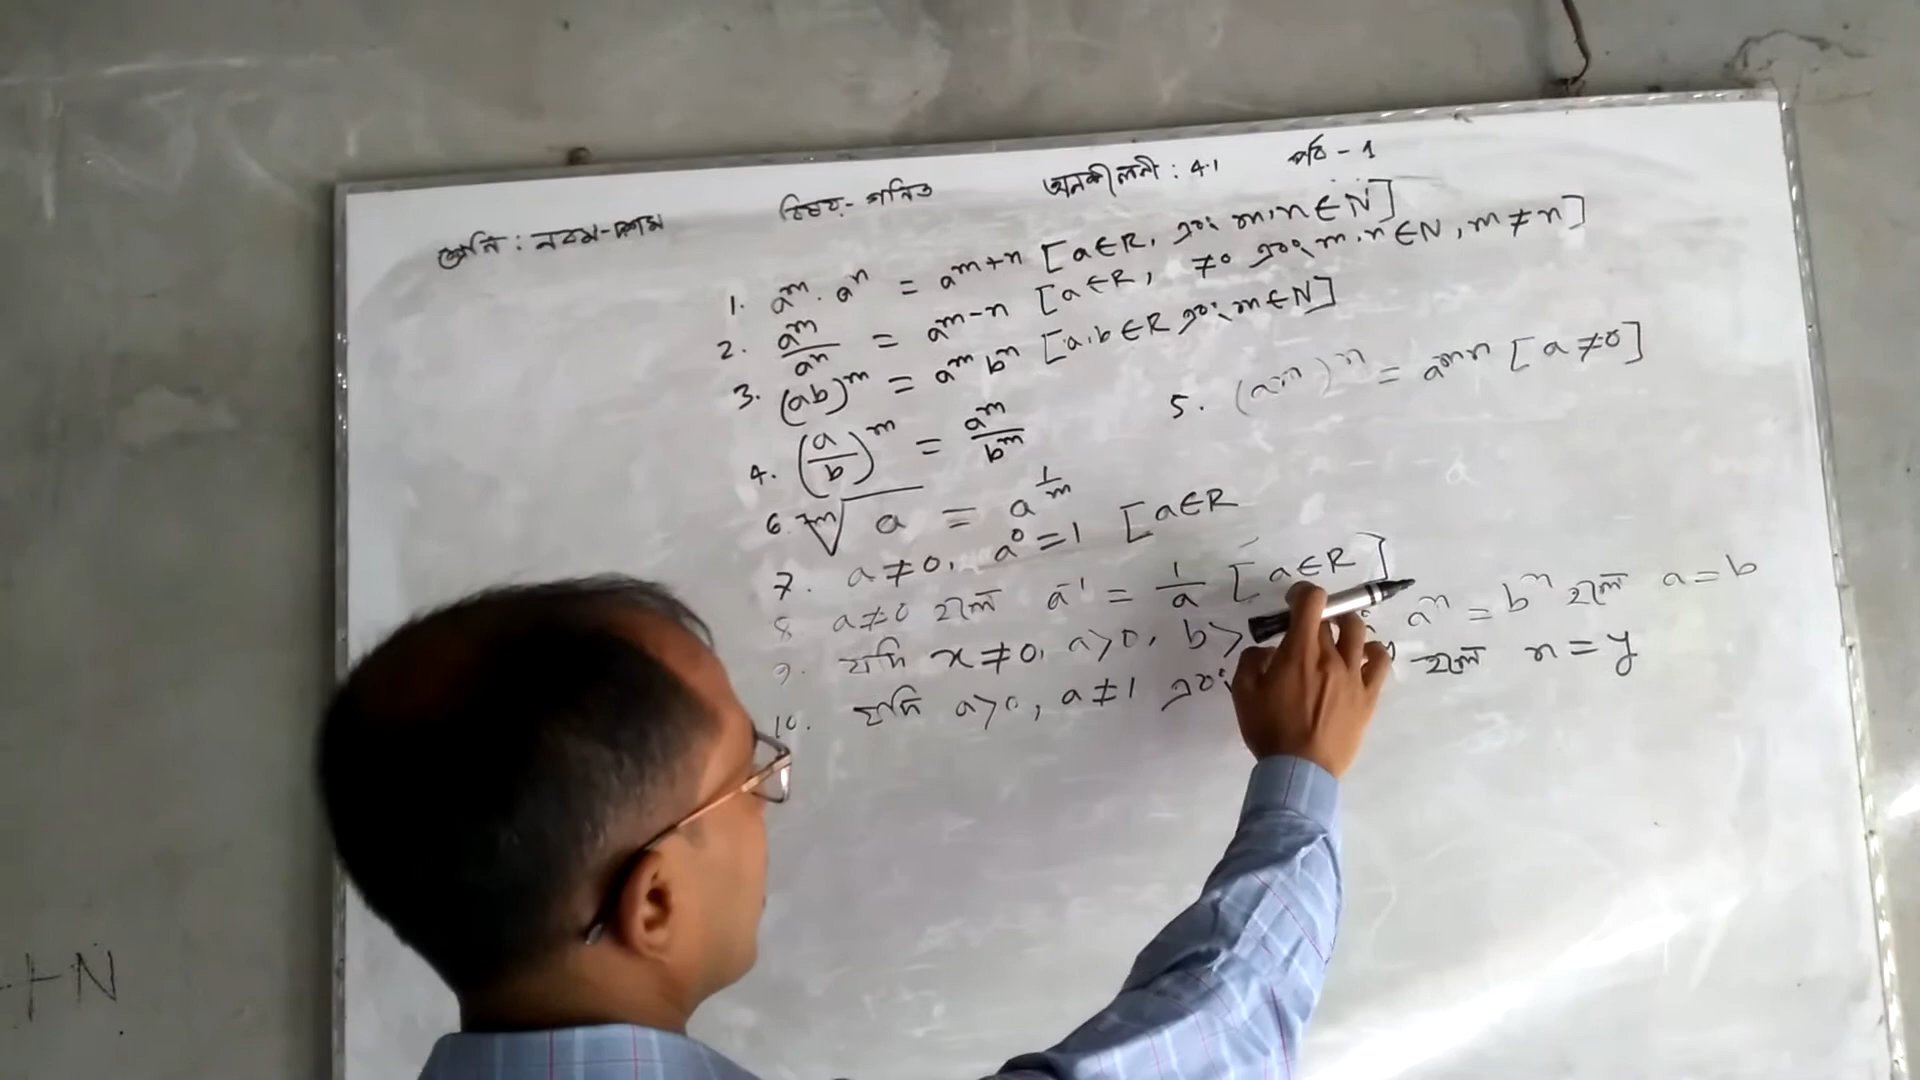 শ্রেনি : নবম-দশম বিষয়- গনিত অনুশীলনী : 4.1 পর্ব - 1
1. a^m · a^n = a^(m+n) [a∈R, এবং m,n∈N]
2. a^m/a^n = a^(m-n) [a∈R, ≠0 এবং m,n∈N, m≠n]
3. (ab)^m = a^m b^m [a,b∈R এবং m∈N]
4. (a/b)^m = a^m/b^m
5. (a^m)^n = a^(mn) [a≠0]
6. ᵐ√a = a^(1/m)
7. a≠0, a^0=1 [a∈R
8. a≠0 হলে a^-1 = 1/a [a∈R]
9. যদি x≠0, a>0, b> a^n = b^n হলে a=b
10. যদি a>0, a≠1 এবং y হলে n=y
+N